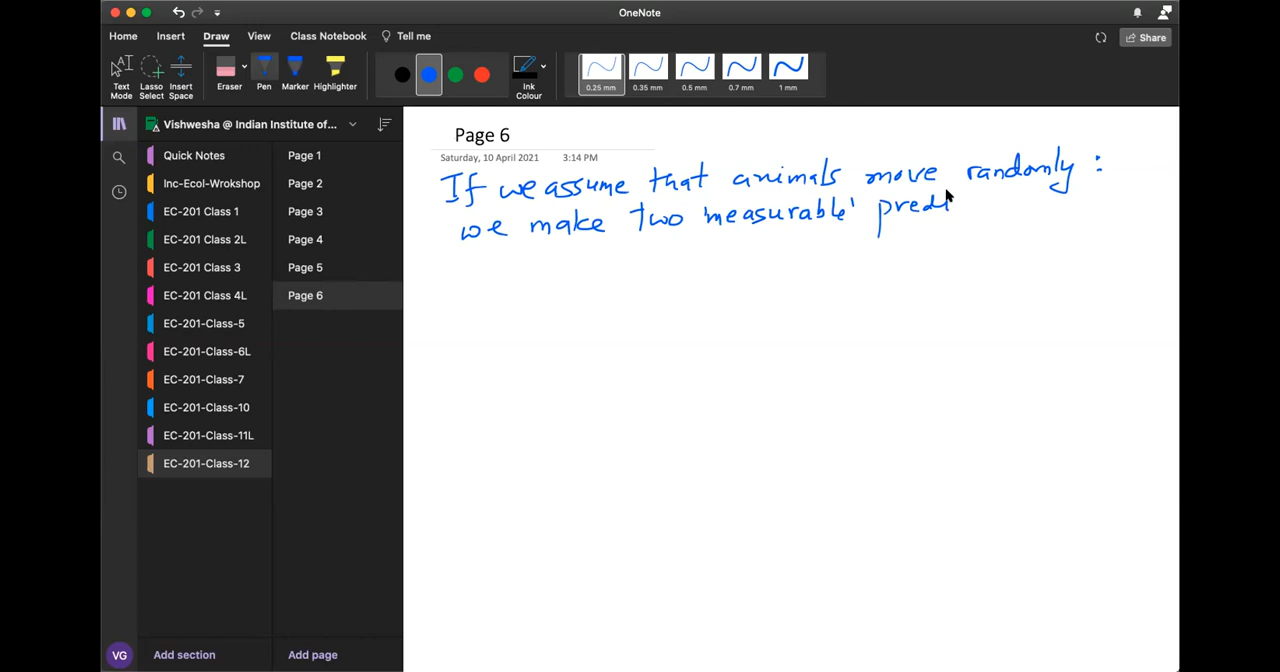 OneNote
Home Insert Draw View Class Notebook Tell me
Share
Text Mode
Lasso Select
Insert Space
Eraser
Pen
Marker
Highlighter
Ink Colour
0.25 mm 0.35 mm 0.5 mm 0.7 mm 1 mm
Vishwesha @ Indian Institute of...
Quick Notes
Inc-Ecol-Wrokshop
EC-201 Class 1
EC-201 Class 2L
EC-201 Class 3
EC-201 Class 4L
EC-201-Class-5
EC-201-Class-6L
EC-201-Class-7
EC-201-Class-10
EC-201-Class-11L
EC-201-Class-12
Page 1
Page 2
Page 3
Page 4
Page 5
Page 6
Page 6
Saturday, 10 April 2021 3:14 PM
If we assume that animals move randomly :
we make two 'measurable' predi
VG
Add section
Add page